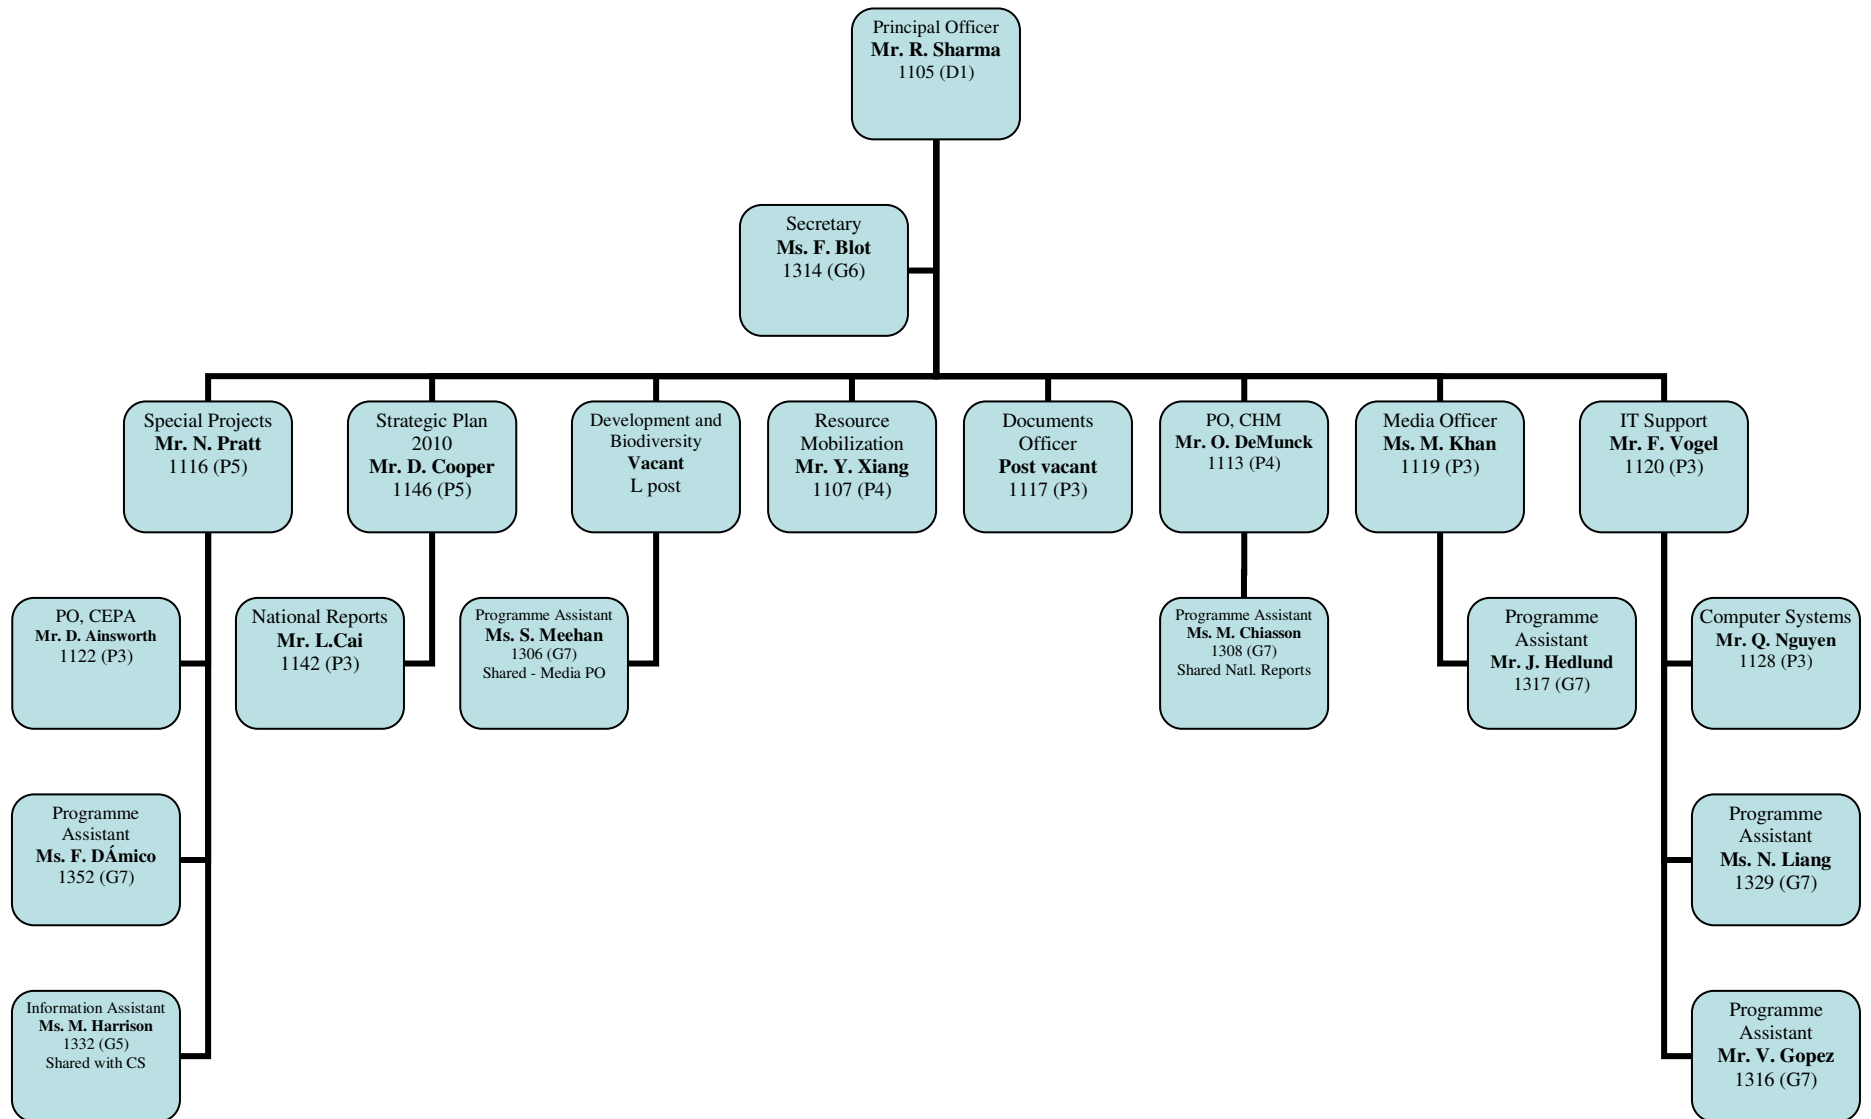 Principal Officer
Mr. R. Sharma
1105 (D1)
Secretary
Ms. F. Blot
1314 (G6)
Special Projects
Mr. N. Pratt
1116 (P5)
Strategic Plan
2010
Mr. D. Cooper
1146 (P5)
Development and
Biodiversity
Vacant
L post
Resource
Mobilization
Mr. Y. Xiang
1107 (P4)
Documents
Officer
Post vacant
1117 (P3)
PO, CHM
Mr. O. DeMunck
1113 (P4)
Media Officer
Ms. M. Khan
1119 (P3)
IT Support
Mr. F. Vogel
1120 (P3)
PO, CEPA
Mr. D. Ainsworth
1122 (P3)
National Reports
Mr. L.Cai
1142 (P3)
Programme Assistant
Ms. S. Meehan
1306 (G7)
Shared - Media PO
Programme Assistant
Ms. M. Chiasson
1308 (G7)
Shared Natl. Reports
Programme
Assistant
Mr. J. Hedlund
1317 (G7)
Computer Systems
Mr. Q. Nguyen
1128 (P3)
Programme
Assistant
Ms. F. DÁmico
1352 (G7)
Programme
Assistant
Ms. N. Liang
1329 (G7)
Information Assistant
Ms. M. Harrison
1332 (G5)
Shared with CS
Programme
Assistant
Mr. V. Gopez
1316 (G7)